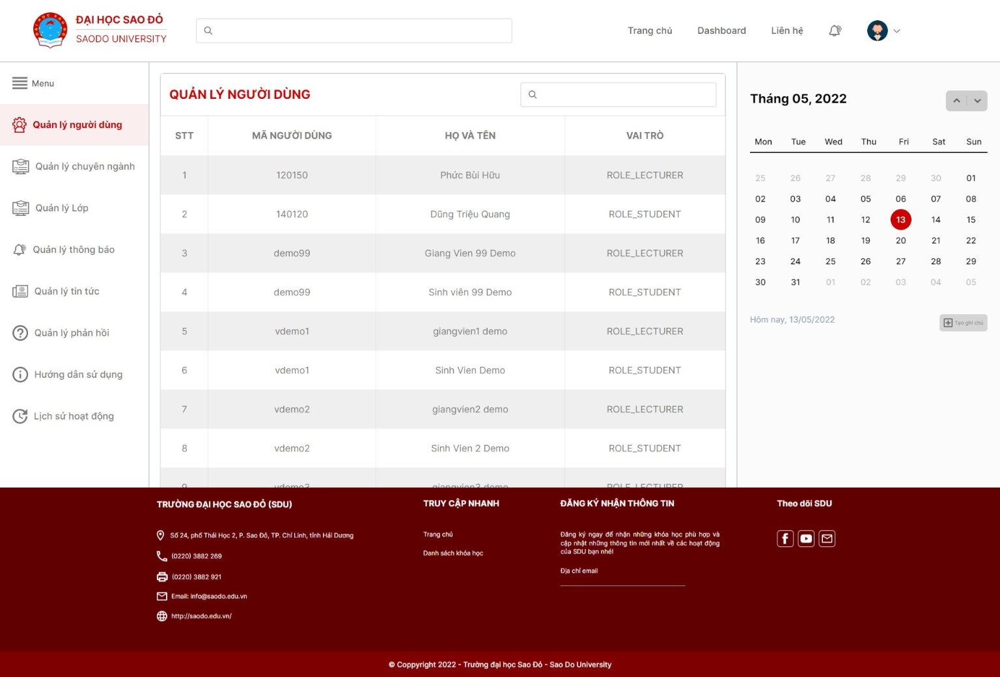 ĐẠI HỌC SAO ĐỎ
SAODO UNIVERSITY
Trang chủ
Dashboard
Liên hệ
Menu
Quản lý người dùng
Quản lý chuyên ngành
Quản lý Lớp
Quản lý thông báo
Quản lý tin tức
Quản lý phản hồi
Hướng dẫn sử dụng
Lịch sử hoạt động
QUẢN LÝ NGƯỜI DÙNG
STT MÃ NGƯỜI DÙNG HỌ VÀ TÊN VAI TRÒ
1 120150 Phức Bùi Hữu ROLE_LECTURER
2 140120 Dũng Triệu Quang ROLE_STUDENT
3 demo99 Giang Vien 99 Demo ROLE_LECTURER
4 demo99 Sinh viên 99 Demo ROLE_STUDENT
5 vdemo1 giangvien1 demo ROLE_LECTURER
6 vdemo1 Sinh Vien Demo ROLE_STUDENT
7 vdemo2 giangvien2 demo ROLE_LECTURER
8 vdemo2 Sinh Vien 2 Demo ROLE_STUDENT
9 vdemo3 giangvien3 demo ROLE_LECTURER
Tháng 05, 2022
Mon Tue Wed Thu Fri Sat Sun
25 26 27 28 29 30 01
02 03 04 05 06 07 08
09 10 11 12 13 14 15
16 17 18 19 20 21 22
23 24 25 26 27 28 29
30 31 01 02 03 04 05
Hôm nay, 13/05/2022
Tạo ghi chú
TRƯỜNG ĐẠI HỌC SAO ĐỎ (SDU)
Số 24, phố Thái Học 2, P. Sao Đỏ, TP. Chí Linh, tỉnh Hải Dương
(0220) 3882 269
(0220) 3882 921
Email: info@saodo.edu.vn
http://saodo.edu.vn/
TRUY CẬP NHANH
Trang chủ
Danh sách khóa học
ĐĂNG KÝ NHẬN THÔNG TIN
Đăng ký ngay để nhận những khóa học phù hợp và
cập nhật những thông tin mới nhất về các hoạt động
của SDU bạn nhé!
Địa chỉ email
Theo dõi SDU
© Coppyright 2022 - Trường đại học Sao Đỏ - Sao Do University